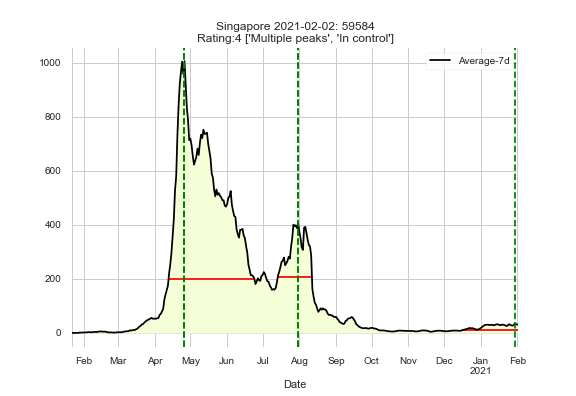 Singapore 2021-02-02: 59584
Rating:4 ['Multiple peaks', 'In control']
Average-7d
1000
800
600
400
200
0
Feb Mar Apr May Jun Jul Aug Sep Oct Nov Dec Jan Feb
2021
Date